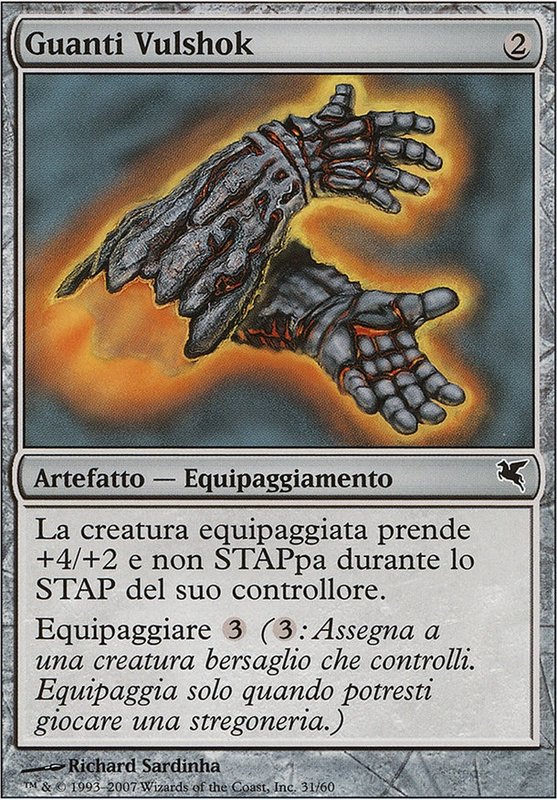 Guanti Vulshok 2
Artefatto — Equipaggiamento
La creatura equipaggiata prende
+4/+2 e non STAPpa durante lo
STAP del suo controllore.
Equipaggiare 3 (3: Assegna a
una creatura bersaglio che controlli.
Equipaggia solo quando potresti
giocare una stregoneria.)
Richard Sardinha
™ & © 1993–2007 Wizards of the Coast, Inc. 31/60